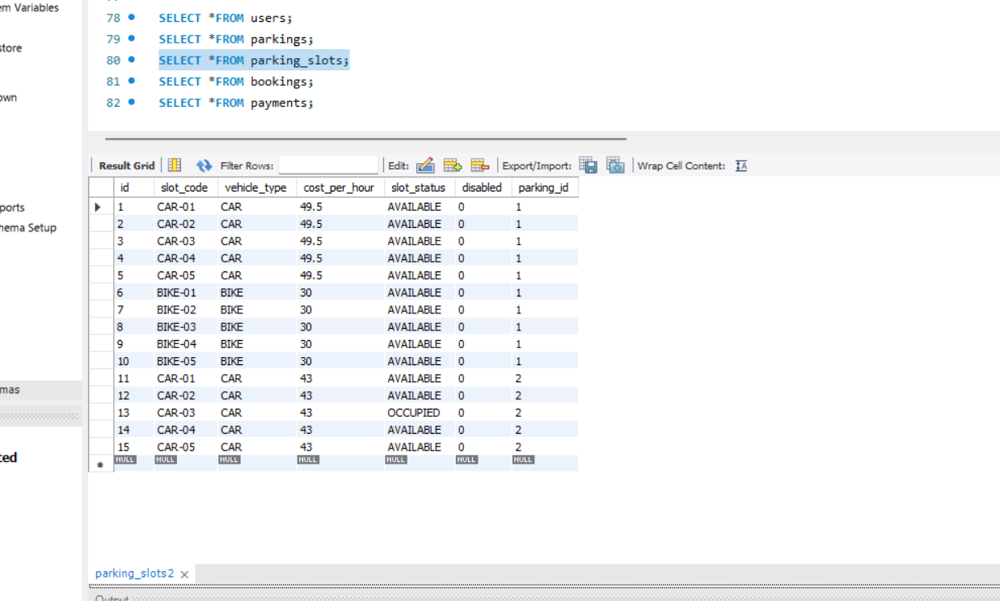 em Variables
store
own
ports
hema Setup
mas
ted
78 SELECT *FROM users;
79 SELECT *FROM parkings;
80 SELECT *FROM parking_slots;
81 SELECT *FROM bookings;
82 SELECT *FROM payments;
Result Grid Filter Rows: Edit: Export/Import: Wrap Cell Content: IA
id slot_code vehicle_type cost_per_hour slot_status disabled parking_id
1 CAR-01 CAR 49.5 AVAILABLE 0 1
2 CAR-02 CAR 49.5 AVAILABLE 0 1
3 CAR-03 CAR 49.5 AVAILABLE 0 1
4 CAR-04 CAR 49.5 AVAILABLE 0 1
5 CAR-05 CAR 49.5 AVAILABLE 0 1
6 BIKE-01 BIKE 30 AVAILABLE 0 1
7 BIKE-02 BIKE 30 AVAILABLE 0 1
8 BIKE-03 BIKE 30 AVAILABLE 0 1
9 BIKE-04 BIKE 30 AVAILABLE 0 1
10 BIKE-05 BIKE 30 AVAILABLE 0 1
11 CAR-01 CAR 43 AVAILABLE 0 2
12 CAR-02 CAR 43 AVAILABLE 0 2
13 CAR-03 CAR 43 OCCUPIED 0 2
14 CAR-04 CAR 43 AVAILABLE 0 2
15 CAR-05 CAR 43 AVAILABLE 0 2
NULL NULL NULL NULL NULL NULL NULL
parking_slots2
Output